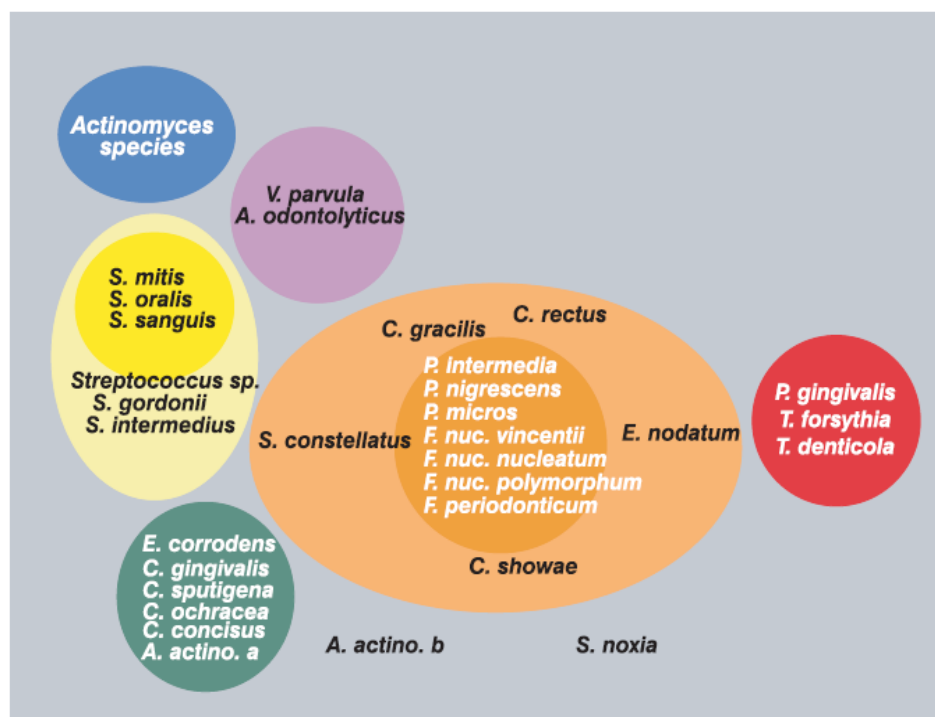 Actinomyces
species
V. parvula
A. odontolyticus
S. mitis
S. oralis
S. sanguis
Streptococcus sp.
S. gordonii
S. intermedius
C. gracilis
C. rectus
P. intermedia
P. nigrescens
P. micros
F. nuc. vincentii
F. nuc. nucleatum
F. nuc. polymorphum
F. periodonticum
S. constellatus
E. nodatum
C. showae
P. gingivalis
T. forsythia
T. denticola
E. corrodens
C. gingivalis
C. sputigena
C. ochracea
C. concisus
A. actino. a
A. actino. b
S. noxia